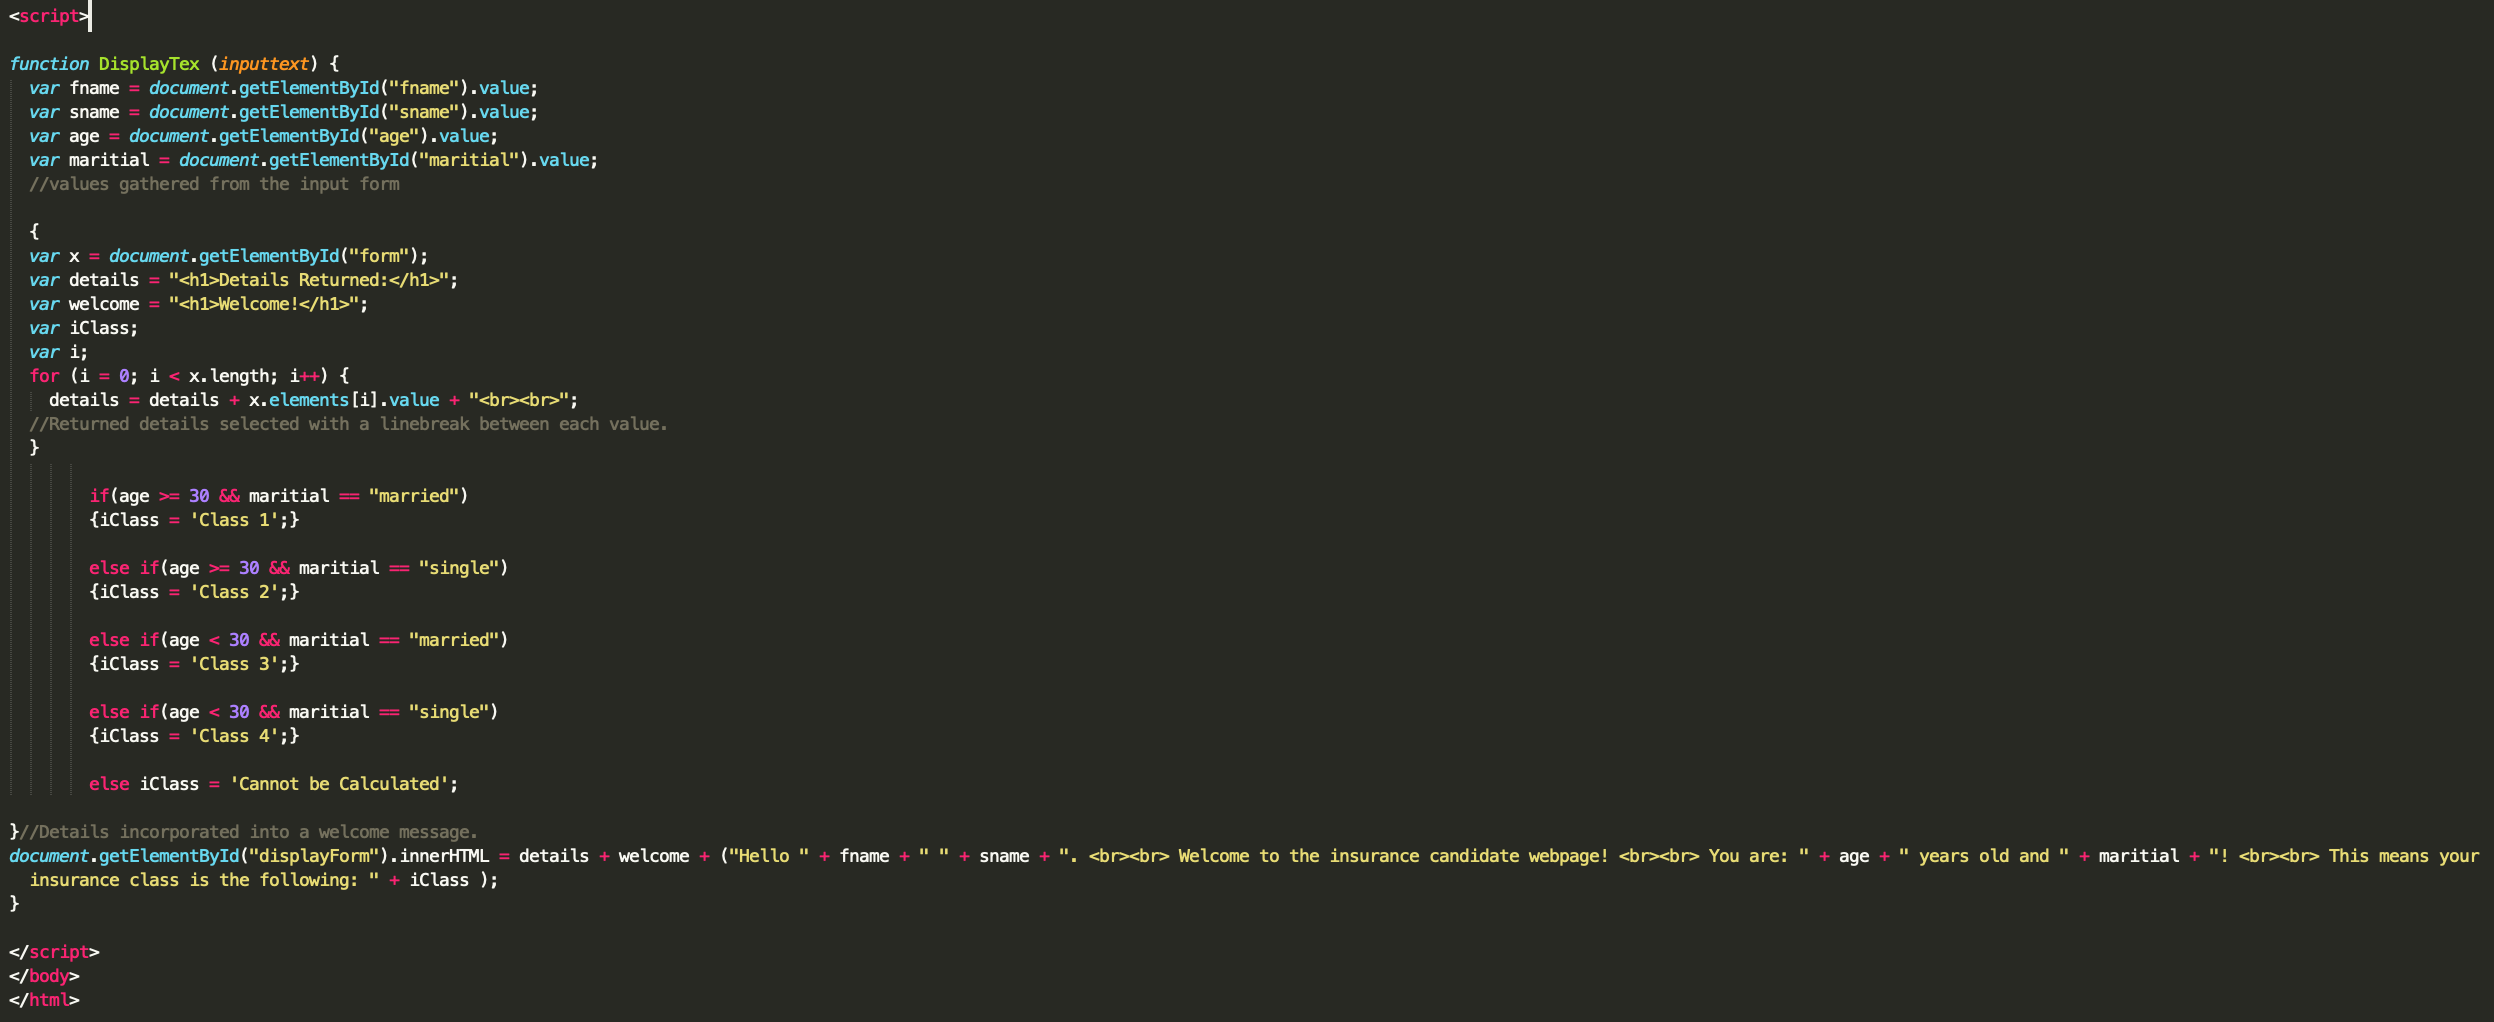 <script>
function DisplayTex (inputtext) {
var fname = document.getElementById("fname").value;
var sname = document.getElementById("sname").value;
var age = document.getElementById("age").value;
var maritial = document.getElementById("maritial").value;
//values gathered from the input form
{
var x = document.getElementById("form");
var details = "<h1>Details Returned:</h1>";
var welcome = "<h1>Welcome!</h1>";
var iClass;
var i;
for (i = 0; i < x.length; i++) {
details = details + x.elements[i].value + "<br><br>";
//Returned details selected with a linebreak between each value.
}
if(age >= 30 && maritial == "married")
{iClass = 'Class 1';}
else if(age >= 30 && maritial == "single")
{iClass = 'Class 2';}
else if(age < 30 && maritial == "married")
{iClass = 'Class 3';}
else if(age < 30 && maritial == "single")
{iClass = 'Class 4';}
else iClass = 'Cannot be Calculated';
}//Details incorporated into a welcome message.
document.getElementById("displayForm").innerHTML = details + welcome + ("Hello " + fname + " " + sname + ". <br><br> Welcome to the insurance candidate webpage! <br><br> You are: " + age + " years old and " + maritial + "! <br><br> This means your
insurance class is the following: " + iClass );
}
</script>
</body>
</html>